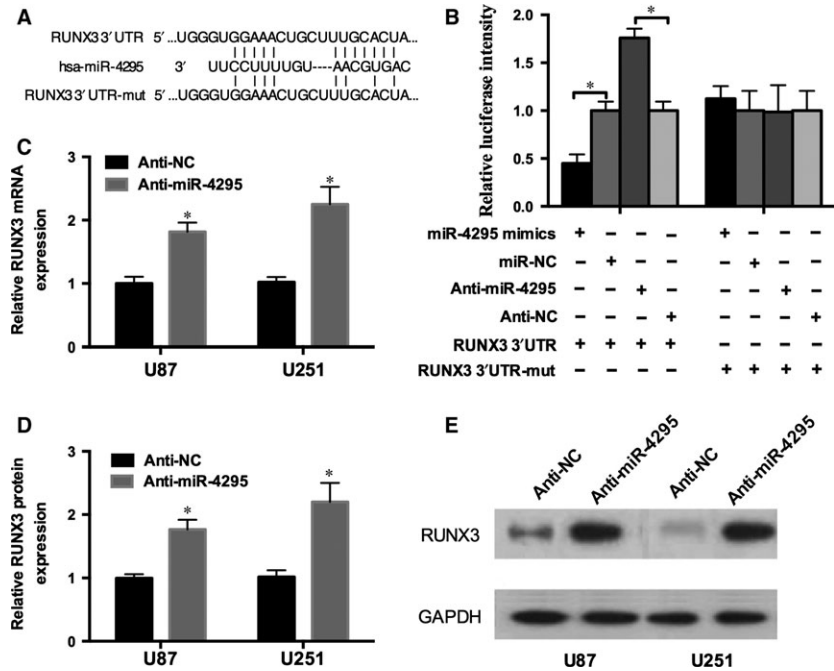 A
RUNX3 3′UTR 5′ ...UGGGUGGAAACUGCUUUGCACUA...
hsa-miR-4295 3′ UUCCUUUUGU----AACGUGAC
RUNX3 3′UTR-mut 5′ ...UGGGUGGAAACUGCUUUGCACUA...
B
Relative luciferase intensity
2.0
1.5
1.0
0.5
0.0
* *
miR-4295 mimics + – – – + – – –
miR-NC – + – – – + – –
Anti-miR-4295 – – + – – – + –
Anti-NC – – – + – – – +
RUNX3 3′UTR + + + + – – – –
RUNX3 3′UTR-mut – – – – + + + +
C
Relative RUNX3 mRNA expression
3
2
1
0
Anti-NC
Anti-miR-4295
* *
U87 U251
D
Relative RUNX3 protein expression
3
2
1
0
Anti-NC
Anti-miR-4295
* *
U87 U251
E
Anti-NC Anti-miR-4295 Anti-NC Anti-miR-4295
RUNX3
GAPDH
U87 U251